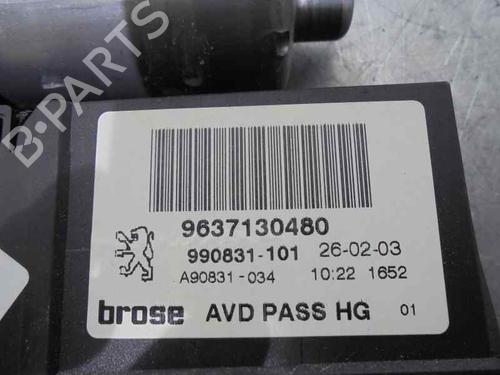 9637130480
990831-101 26-02-03
A90831-034 10:22 1652
brose AVD PASS HG 01
B-PARTS